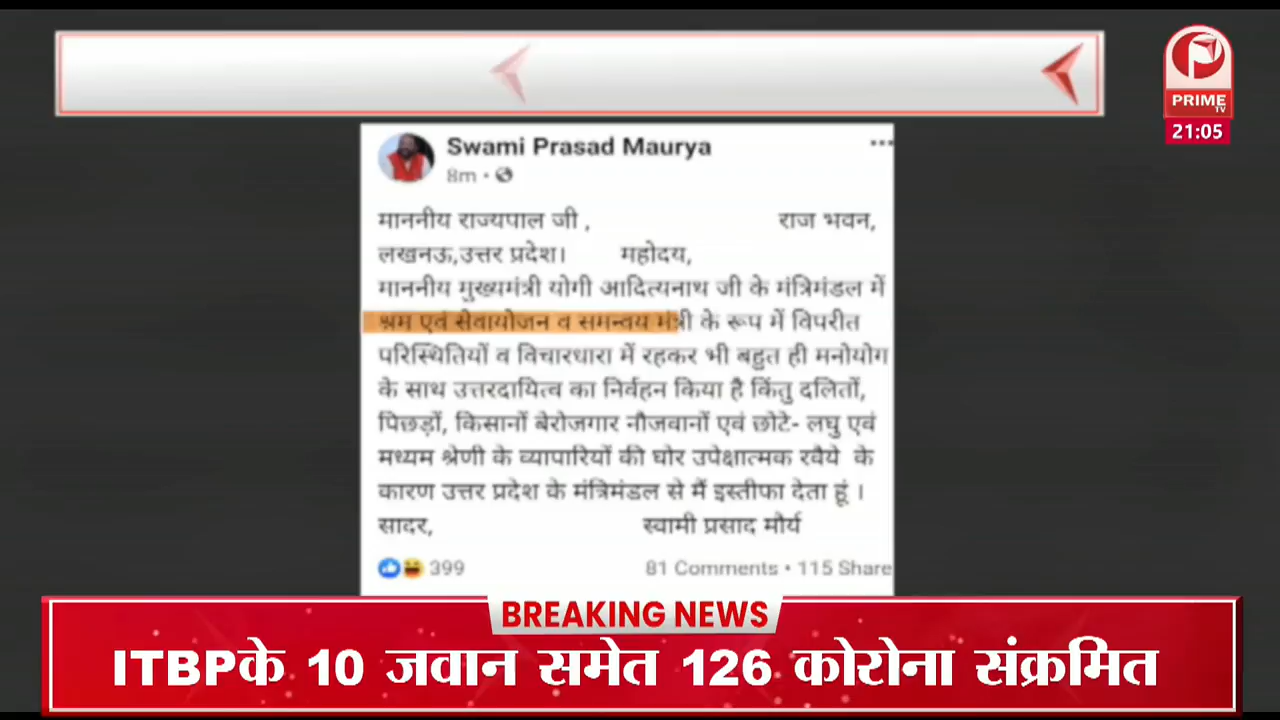 PRIME
TV
21:05
Swami Prasad Maurya
8m
माननीय राज्यपाल जी , राज भवन,
लखनऊ,उत्तर प्रदेश। महोदय,
माननीय मुख्यमंत्री योगी आदित्यनाथ जी के मंत्रिमंडल में
श्रम एवं सेवायोजन व समन्वय मंत्री के रूप में विपरीत
परिस्थितियों व विचारधारा में रहकर भी बहुत ही मनोयोग
के साथ उत्तरदायित्व का निर्वहन किया है किंतु दलितों,
पिछड़ों, किसानों बेरोजगार नौजवानों एवं छोटे- लघु एवं
मध्यम श्रेणी के व्यापारियों की घोर उपेक्षात्मक रवैये के
कारण उत्तर प्रदेश के मंत्रिमंडल से मैं इस्तीफा देता हूं ।
सादर, स्वामी प्रसाद मौर्य
399 81 Comments • 115 Share
BREAKING NEWS
ITBPके 10 जवान समेत 126 कोरोना संक्रमित